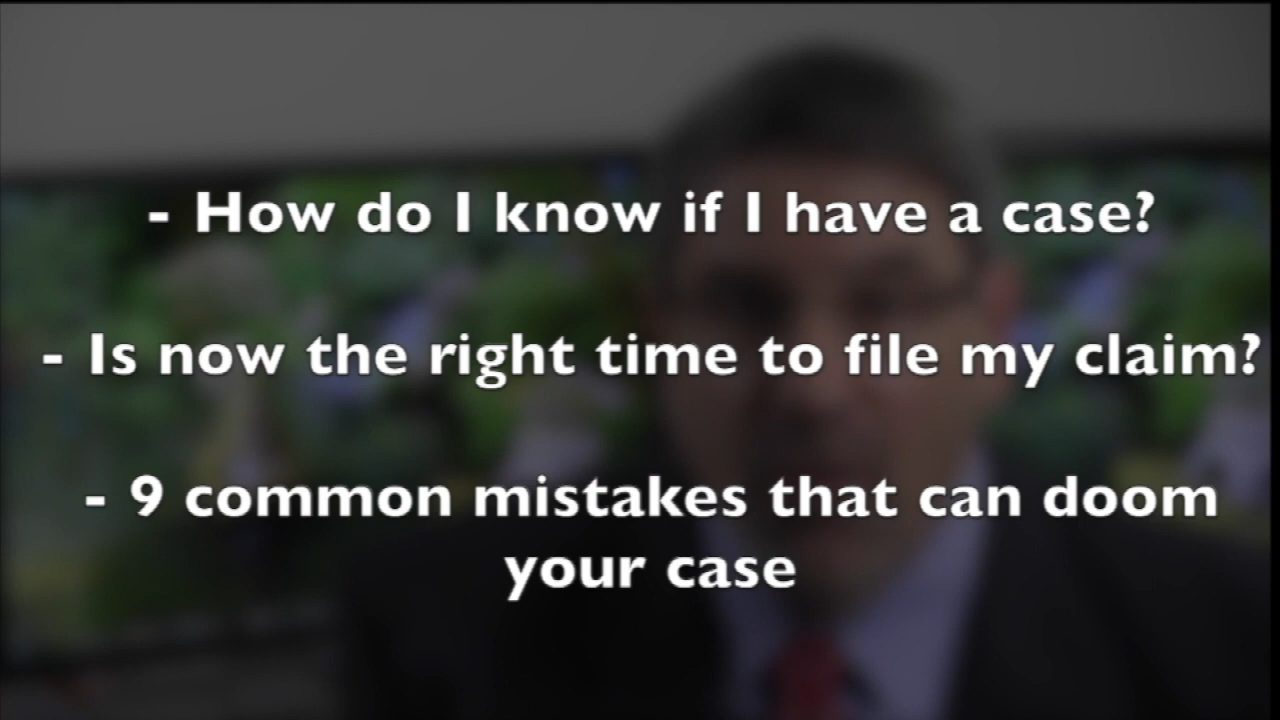 - How do I know if I have a case?
- Is now the right time to file my claim?
- 9 common mistakes that can doom
your case